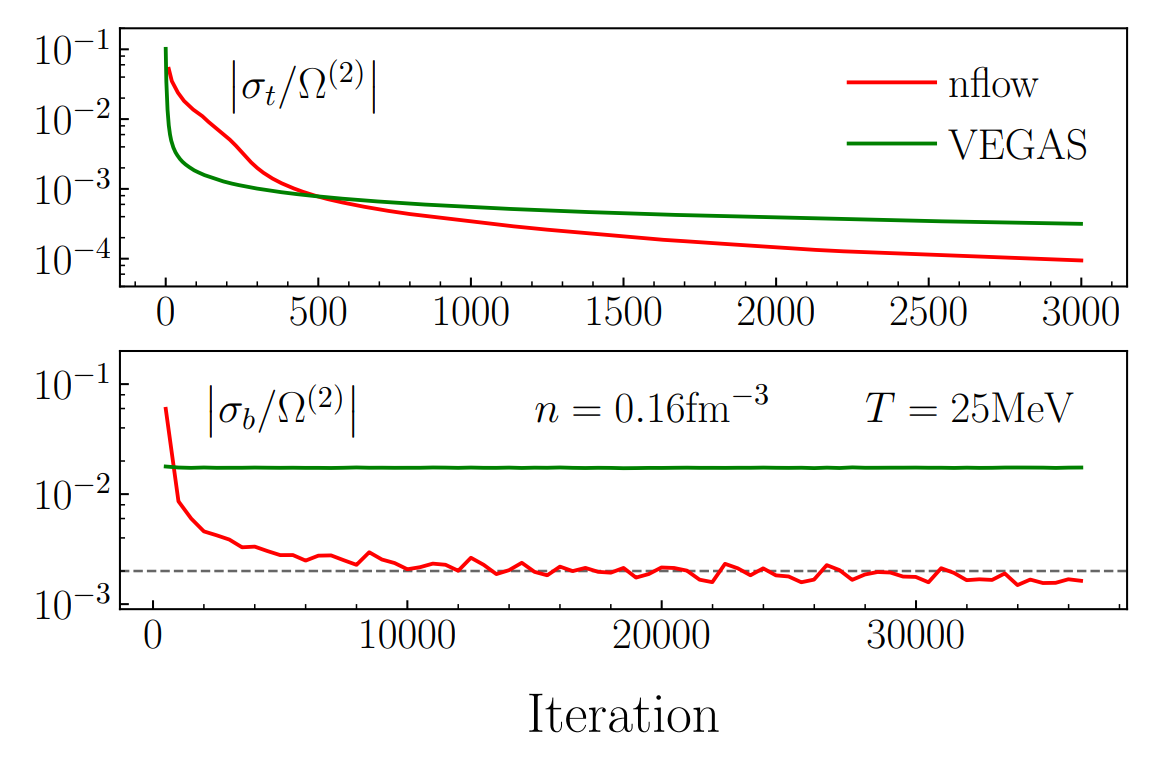 10⁻¹
|σₜ/Ω⁽²⁾|
nflow
10⁻²
VEGAS
10⁻³
10⁻⁴
0 500 1000 1500 2000 2500 3000
10⁻¹
|σ_b/Ω⁽²⁾| n = 0.16fm⁻³ T = 25MeV
10⁻²
10⁻³
0 10000 20000 30000
Iteration